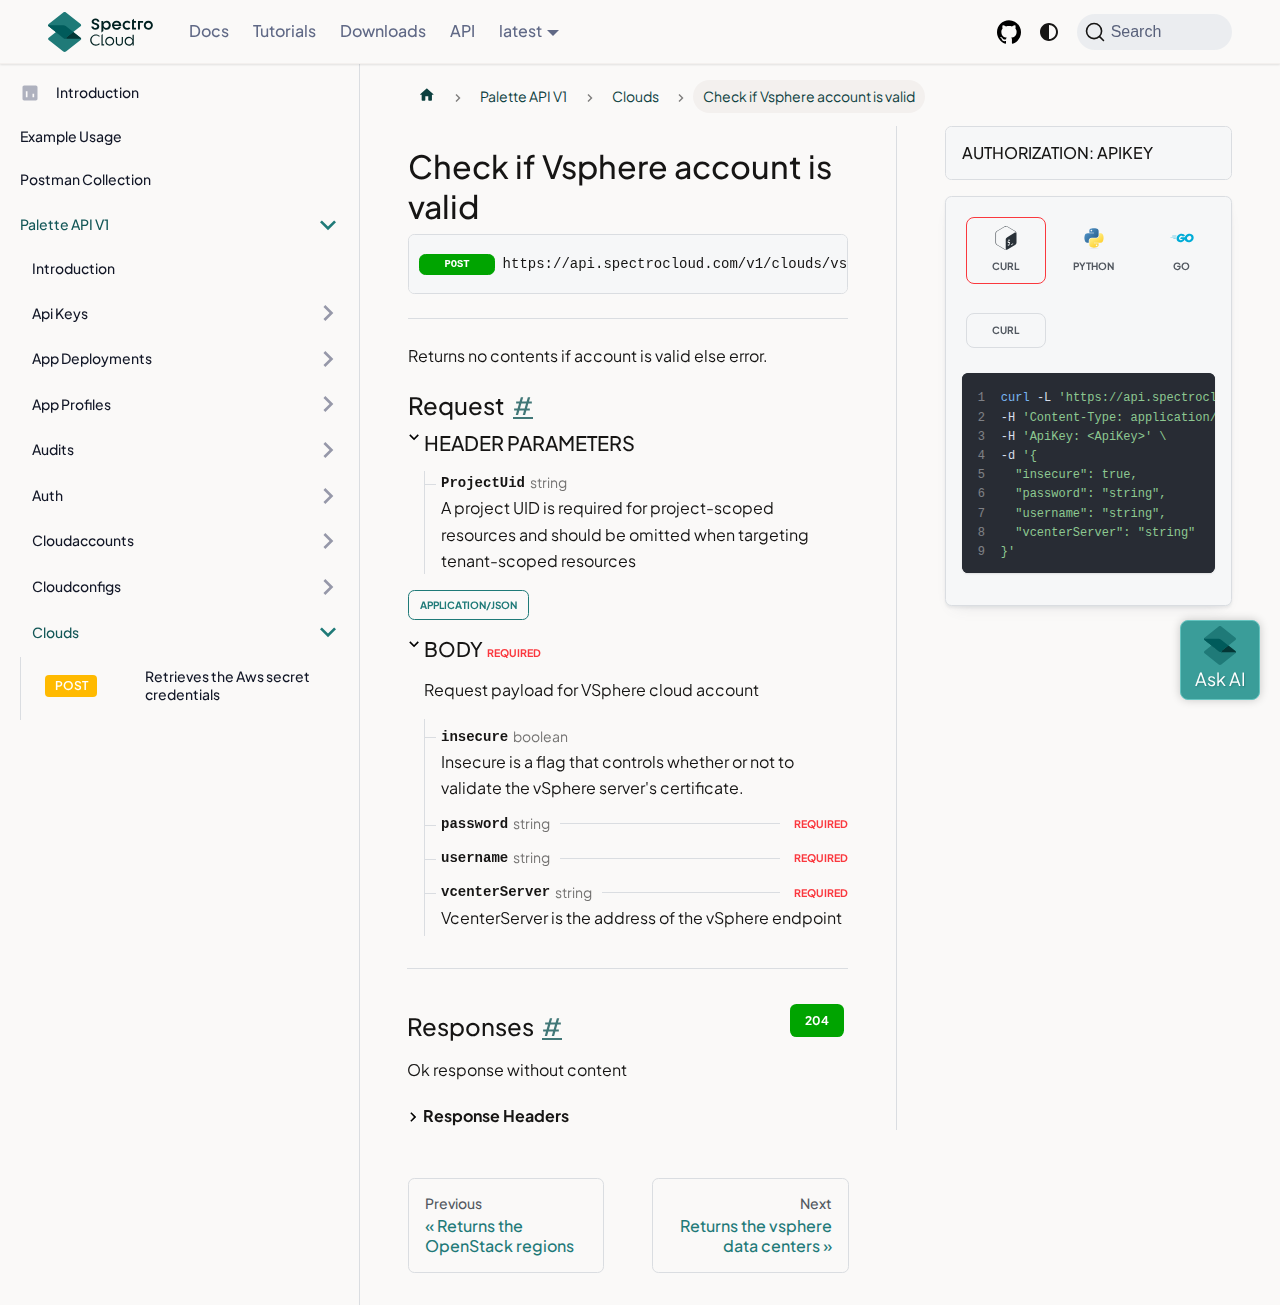 Spectro
Cloud
Docs
Tutorials
Downloads
API
latest
Search
Introduction
Example Usage
Postman Collection
Palette API V1
Introduction
Api Keys
App Deployments
App Profiles
Audits
Auth
Cloudaccounts
Cloudconfigs
Clouds
POST
Retrieves the Aws secret
credentials
Palette API V1
Clouds
Check if Vsphere account is valid
Check if Vsphere account is
valid
POST
https://api.spectrocloud.com/v1/clouds/vs
Returns no contents if account is valid else error.
Request #
HEADER PARAMETERS
ProjectUid string
A project UID is required for project-scoped
resources and should be omitted when targeting
tenant-scoped resources
APPLICATION/JSON
BODY REQUIRED
Request payload for VSphere cloud account
insecure boolean
Insecure is a flag that controls whether or not to
validate the vSphere server's certificate.
password string REQUIRED
username string REQUIRED
vcenterServer string REQUIRED
VcenterServer is the address of the vSphere endpoint
Responses #
204
Ok response without content
Response Headers
Previous
« Returns the
OpenStack regions
Next
Returns the vsphere
data centers »
AUTHORIZATION: APIKEY
CURL
PYTHON
GO
GO
CURL
1 curl -L 'https://api.spectrocl
2 -H 'Content-Type: application/
3 -H 'ApiKey: <ApiKey>' \
4 -d '{
5 "insecure": true,
6 "password": "string",
7 "username": "string",
8 "vcenterServer": "string"
9 }'
Ask AI